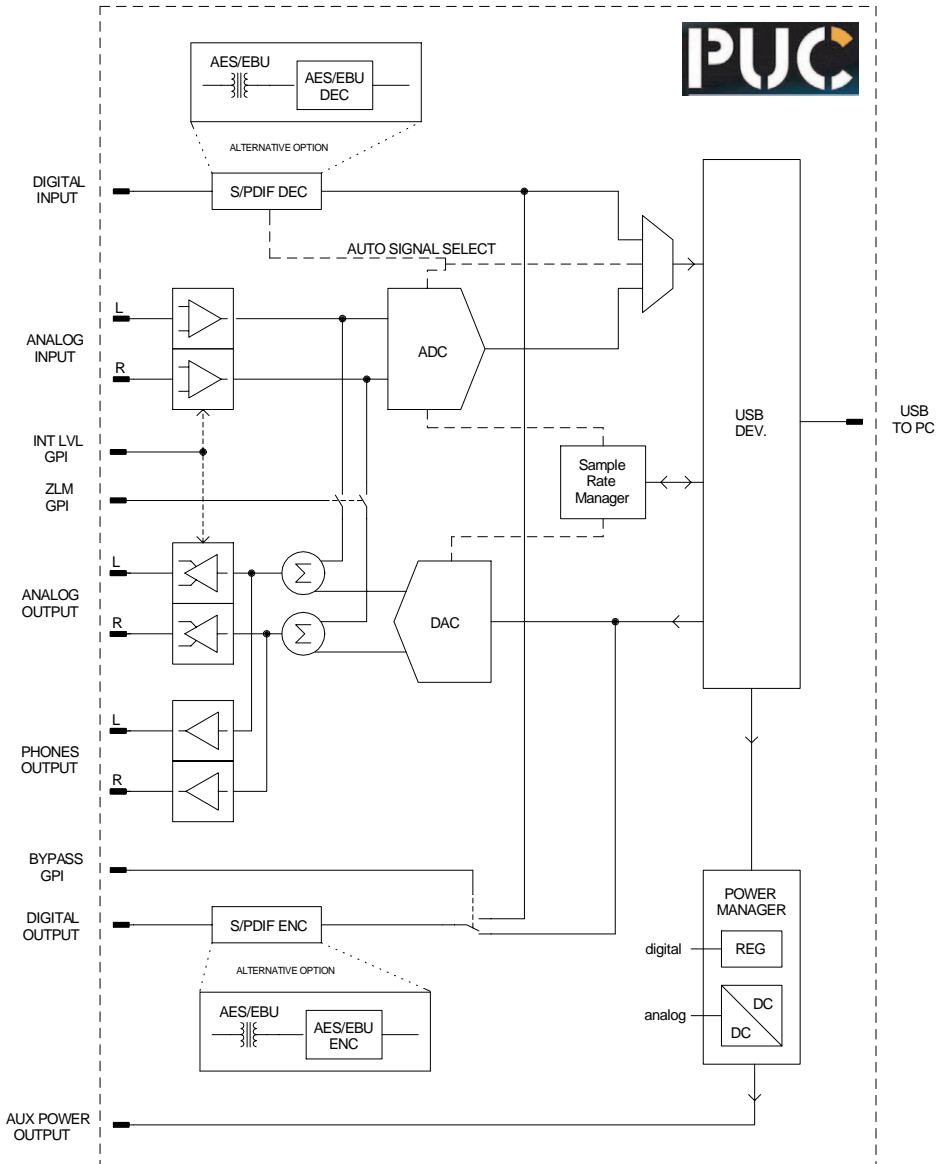 PUC
AES/EBU
AES/EBU
DEC
ALTERNATIVE OPTION
DIGITAL
INPUT
S/PDIF DEC
AUTO SIGNAL SELECT
L
ANALOG
INPUT
R
ADC
USB
DEV.
USB
TO PC
INT LVL
GPI
Sample
Rate
Manager
ZLM
GPI
L
ANALOG
OUTPUT
R
Σ
Σ
DAC
L
PHONES
OUTPUT
R
BYPASS
GPI
DIGITAL
OUTPUT
S/PDIF ENC
ALTERNATIVE OPTION
AES/EBU
AES/EBU
ENC
POWER
MANAGER
digital
REG
analog
DC
DC
AUX POWER
OUTPUT